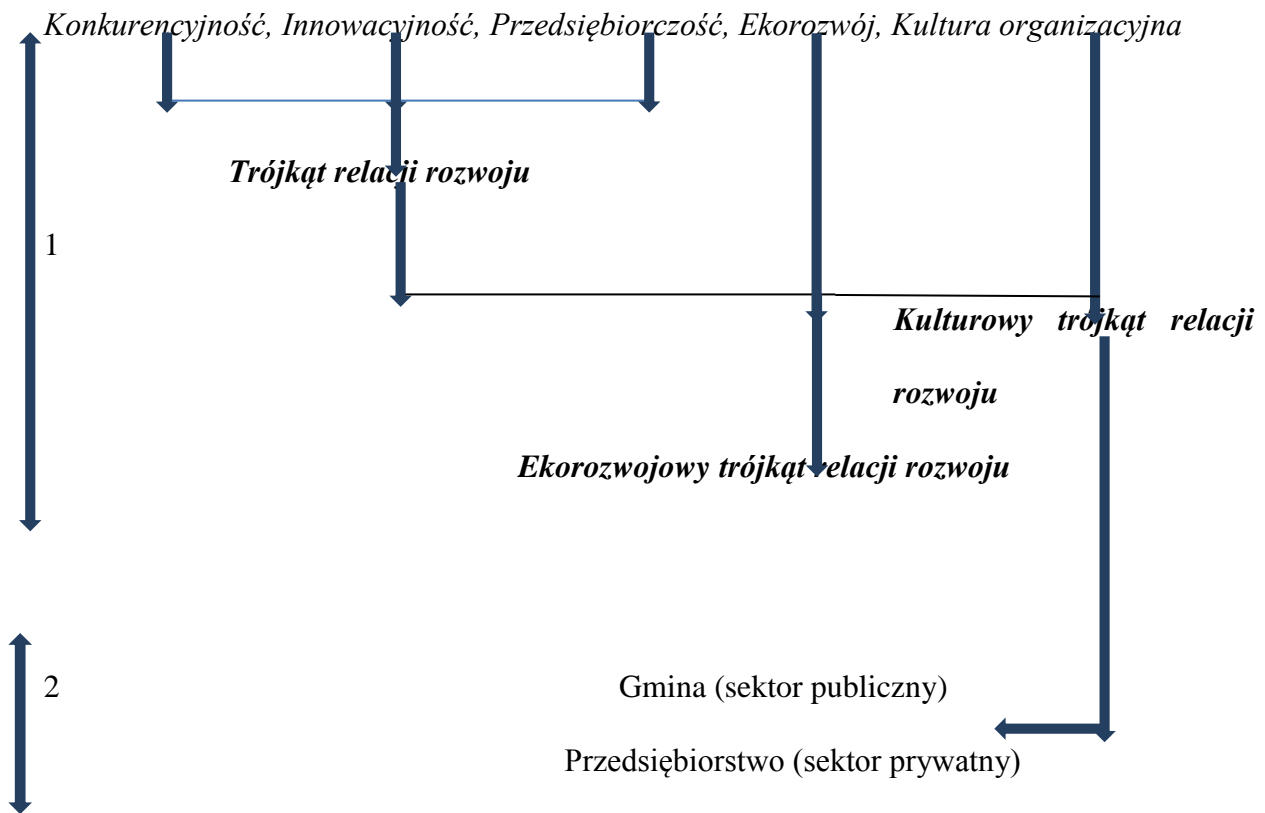 Konkurencyjność, Innowacyjność, Przedsiębiorczość, Ekorozwój, Kultura organizacyjna
Trójkąt relacji rozwoju
1
Kulturowy trójkąt relacji
rozwoju
Ekorozwojowy trójkąt relacji rozwoju
2
Gmina (sektor publiczny)
Przedsiębiorstwo (sektor prywatny)